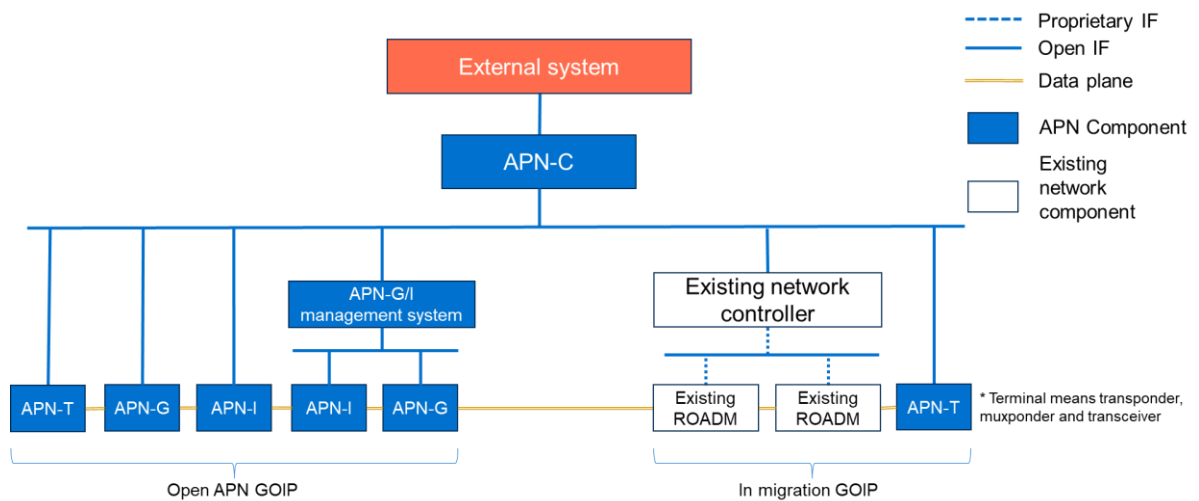 Proprietary IF
Open IF
Data plane
APN Component
Existing
network
component
External system
APN-C
APN-G/I
management system
Existing network
controller
APN-T
APN-G
APN-I
APN-I
APN-G
Existing
ROADM
Existing
ROADM
APN-T
* Terminal means transponder,
muxponder and transceiver
Open APN GOIP
In migration GOIP